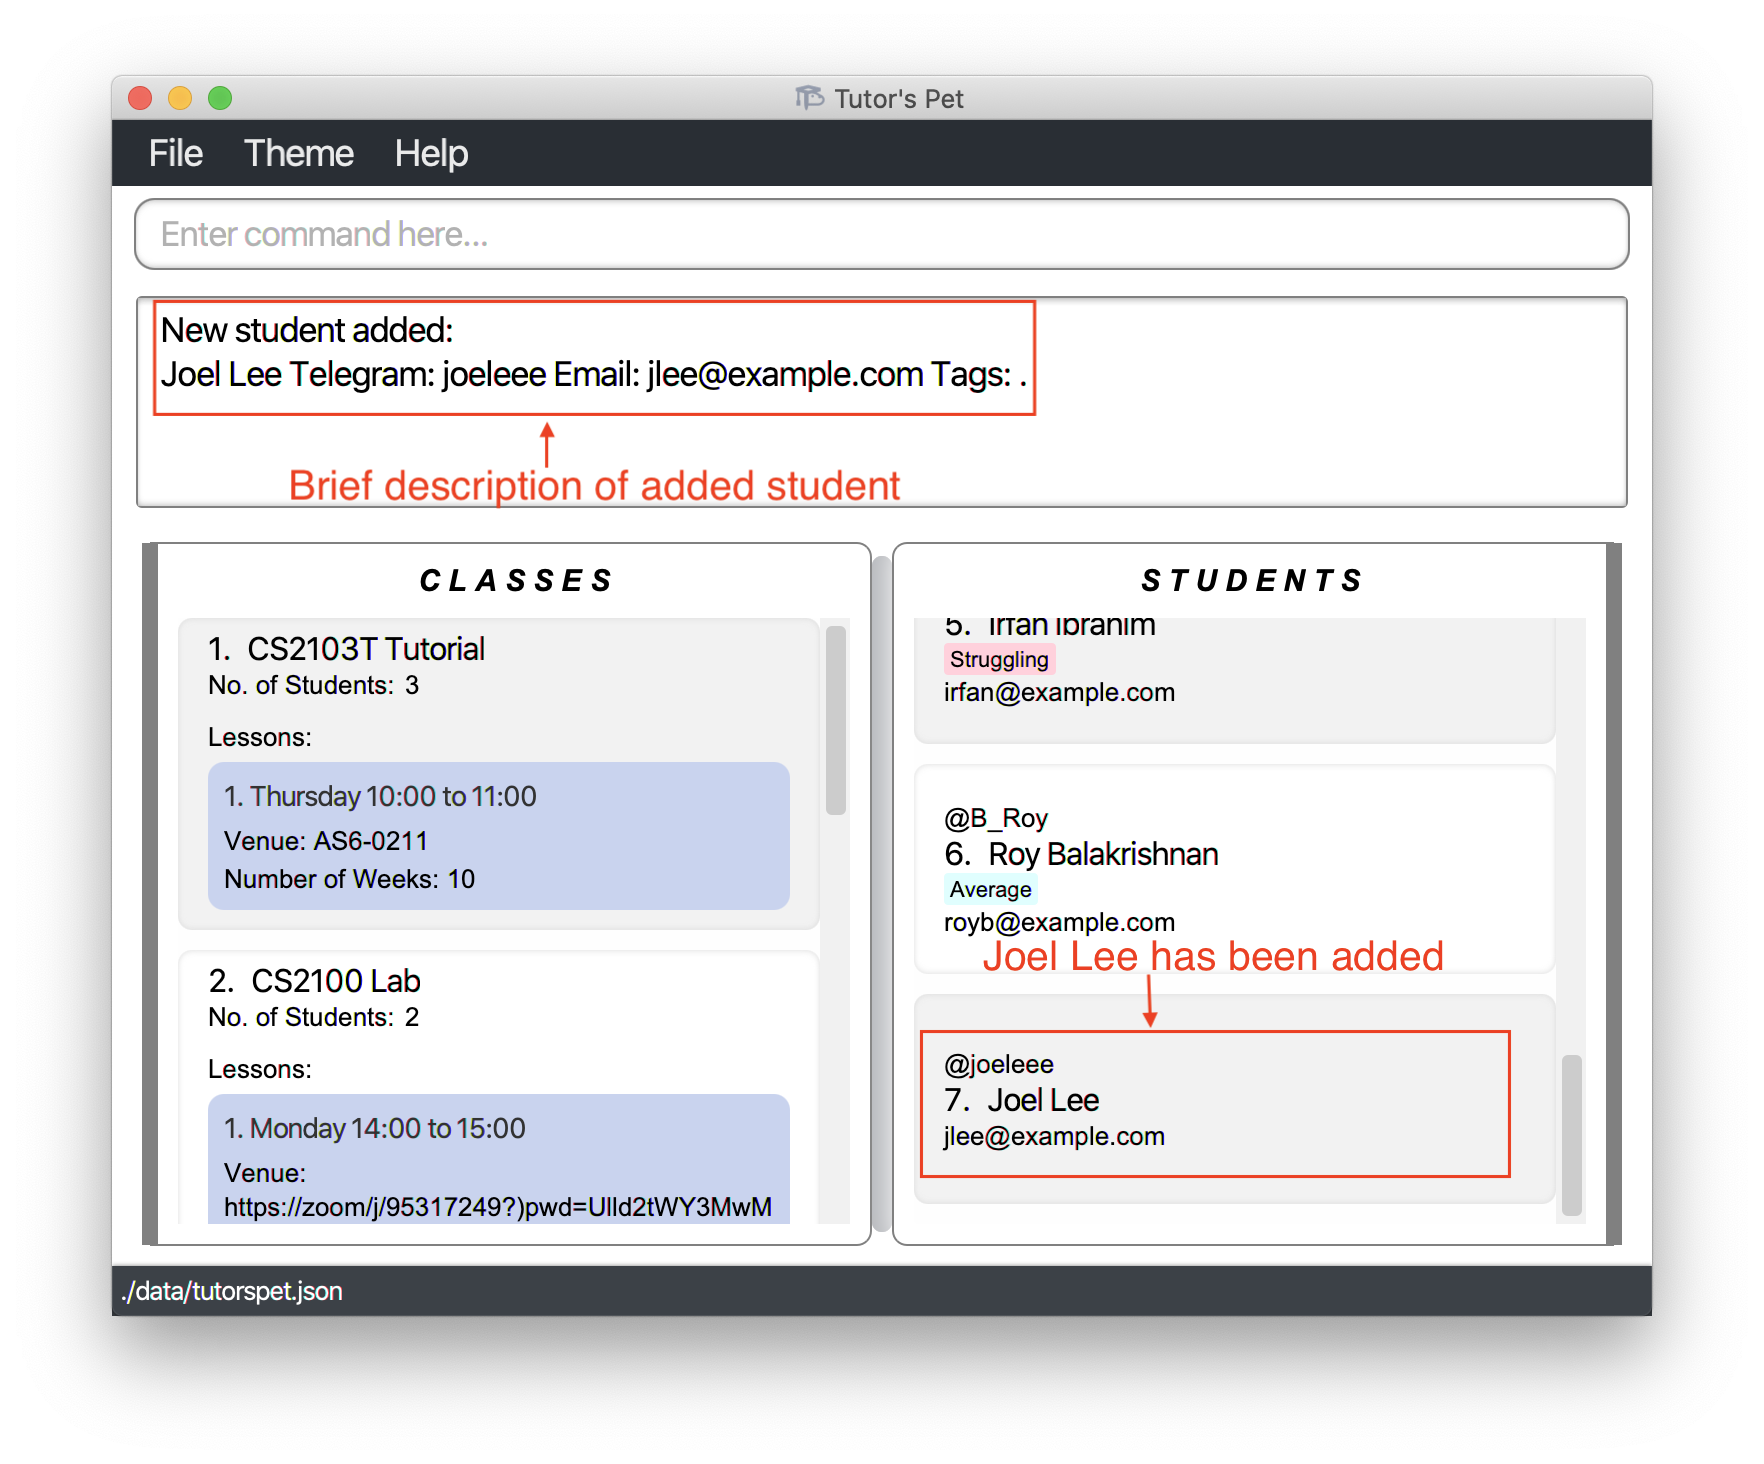 Tutor's Pet
File Theme Help
Enter command here...
New student added:
Joel Lee Telegram: joeleee Email: jlee@example.com Tags: .
Brief description of added student
CLASSES
1. CS2103T Tutorial
No. of Students: 3
Lessons:
1. Thursday 10:00 to 11:00
Venue: AS6-0211
Number of Weeks: 10
2. CS2100 Lab
No. of Students: 2
Lessons:
1. Monday 14:00 to 15:00
Venue:
https://zoom/j/95317249?)pwd=Ulld2tWY3MwM
STUDENTS
5. Irfan Ibrahim
Struggling
irfan@example.com
@B_Roy
6. Roy Balakrishnan
Average
royb@example.com
Joel Lee has been added
@joeleee
7. Joel Lee
jlee@example.com
./data/tutorspet.json